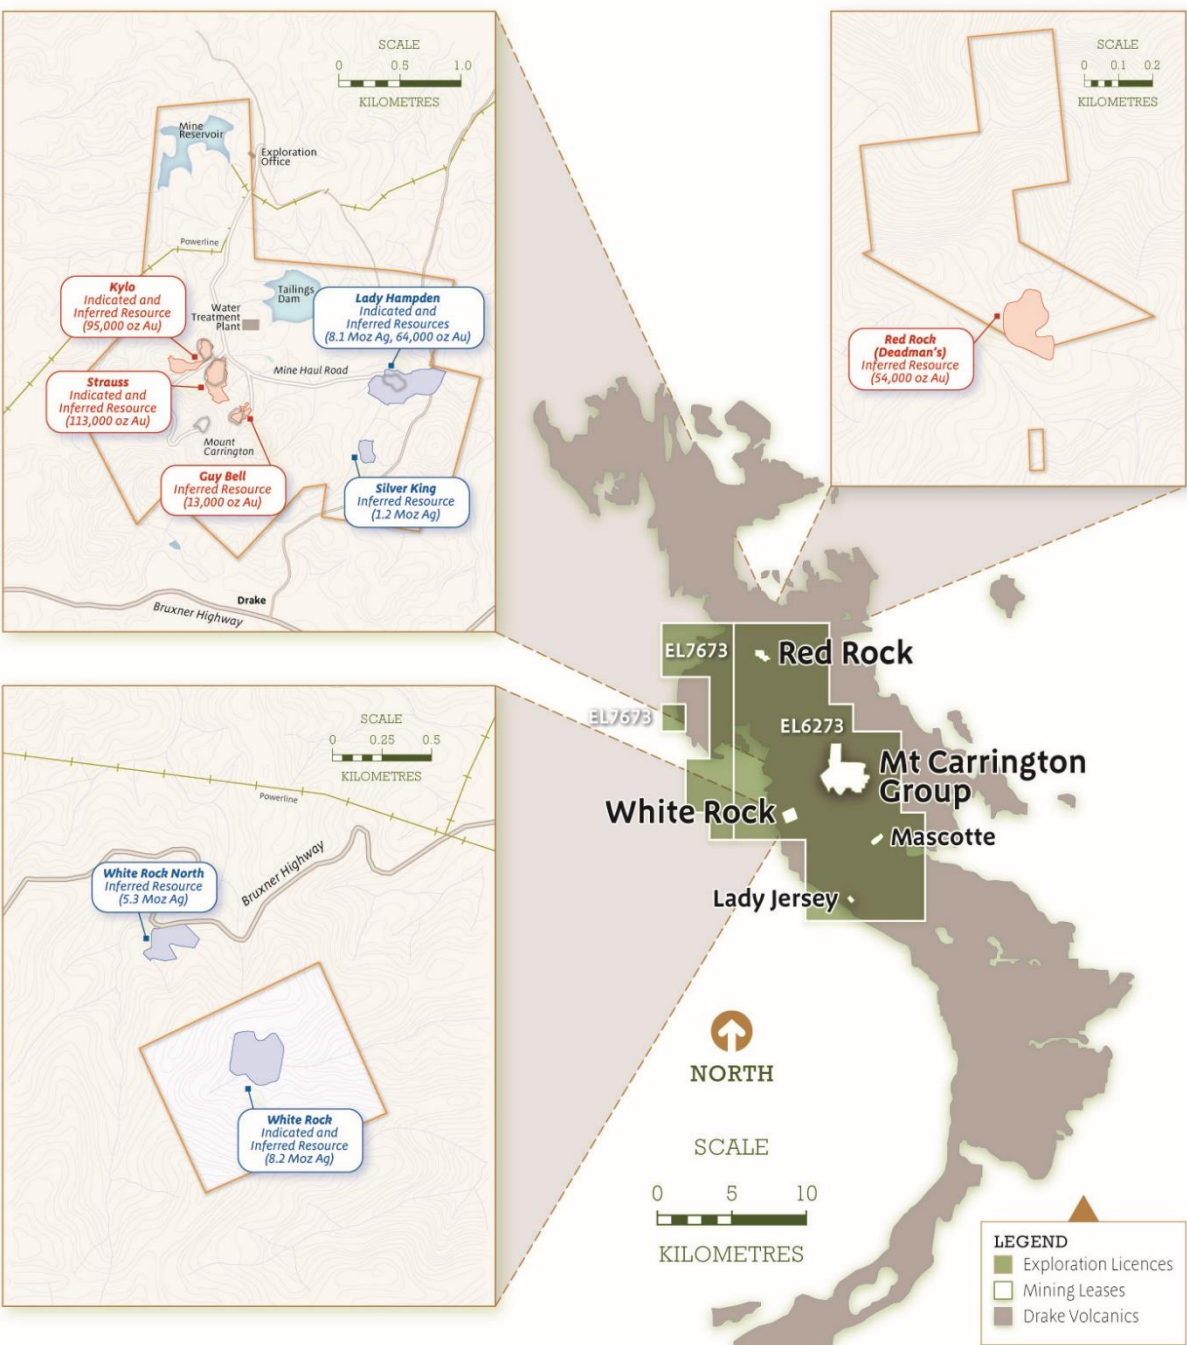 SCALE
0 0.5 1.0
KILOMETRES
Mine
Reservoir
Exploration
Office
Powerline
Kylo
Indicated and
Inferred Resource
(95,000 oz Au)
Water
Treatment
Plant
Tailings
Dam
Lady Hampden
Indicated and
Inferred Resources
(8.1 Moz Ag, 64,000 oz Au)
Strauss
Indicated and
Inferred Resource
(113,000 oz Au)
Mine Haul Road
Mount
Carrington
Guy Bell
Inferred Resource
(13,000 oz Au)
Silver King
Inferred Resource
(1.2 Moz Ag)
Drake
Bruxner Highway
SCALE
0 0.1 0.2
KILOMETRES
Red Rock
(Deadman's)
Inferred Resource
(54,000 oz Au)
SCALE
0 0.25 0.5
KILOMETRES
Powerline
Bruxner Highway
White Rock North
Inferred Resource
(5.3 Moz Ag)
White Rock
Indicated and
Inferred Resource
(8.2 Moz Ag)
EL7673
Red Rock
EL7673
EL6273
Mt Carrington
Group
White Rock
Mascotte
Lady Jersey
NORTH
SCALE
0 5 10
KILOMETRES
LEGEND
Exploration Licences
Mining Leases
Drake Volcanics